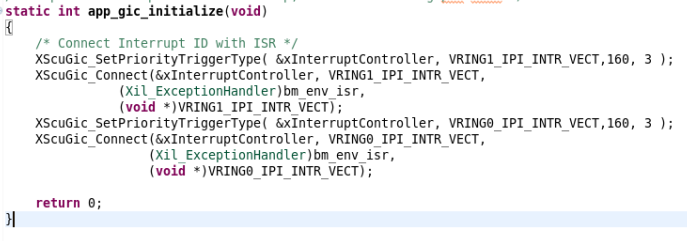 static int app_gic_initialize(void)
{
    /* Connect Interrupt ID with ISR */
    XScuGic_SetPriorityTriggerType( &xInterruptController, VRING1_IPI_INTR_VECT,160, 3 );
    XScuGic_Connect(&xInterruptController, VRING1_IPI_INTR_VECT,
               (Xil_ExceptionHandler)bm_env_isr,
               (void *)VRING1_IPI_INTR_VECT);
    XScuGic_SetPriorityTriggerType( &xInterruptController, VRING0_IPI_INTR_VECT,160, 3 );
    XScuGic_Connect(&xInterruptController, VRING0_IPI_INTR_VECT,
                   (Xil_ExceptionHandler)bm_env_isr,
                   (void *)VRING0_IPI_INTR_VECT);

    return 0;
}